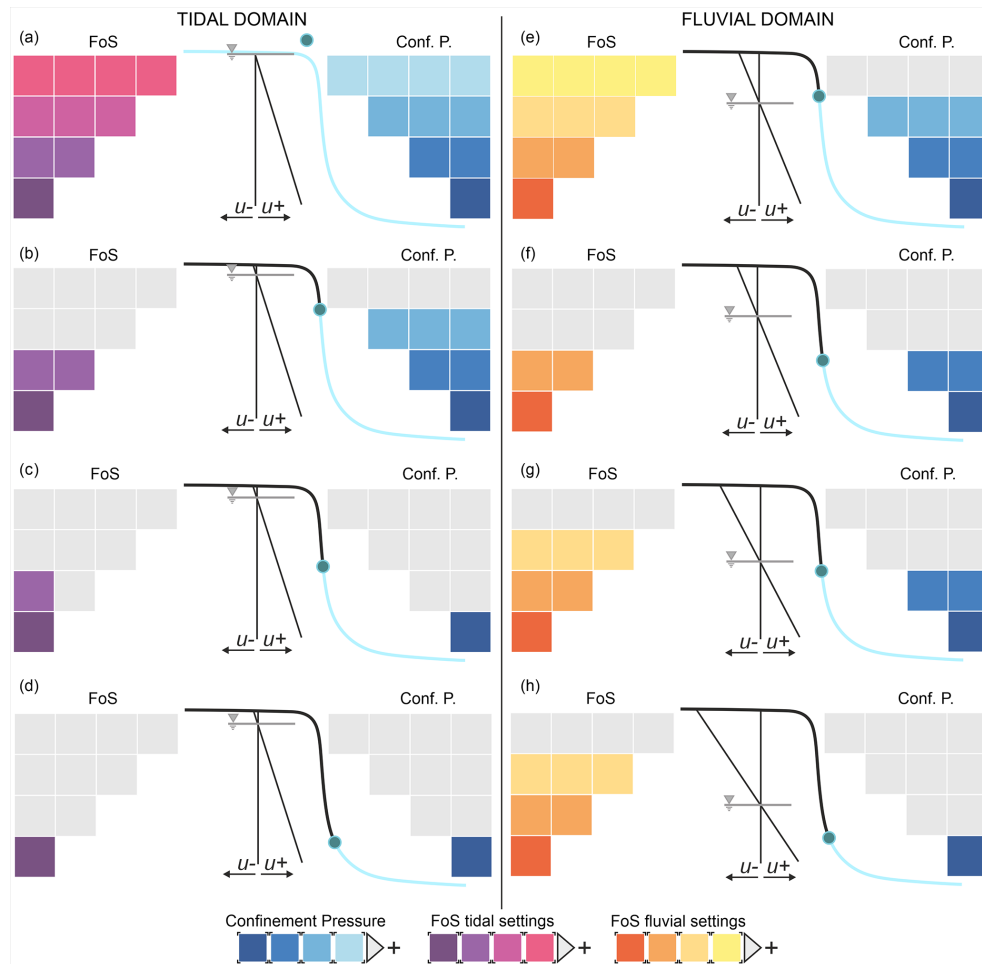 TIDAL DOMAIN
FLUVIAL DOMAIN
(a)
FoS
Conf. P.
u- u+
(e)
FoS
Conf. P.
u- u+
(b)
FoS
Conf. P.
u- u+
(f)
FoS
Conf. P.
u- u+
(c)
FoS
Conf. P.
u- u+
(g)
FoS
Conf. P.
u- u+
(d)
FoS
Conf. P.
u- u+
(h)
FoS
Conf. P.
u- u+
Confinement Pressure
+
FoS tidal settings
+
FoS fluvial settings
+